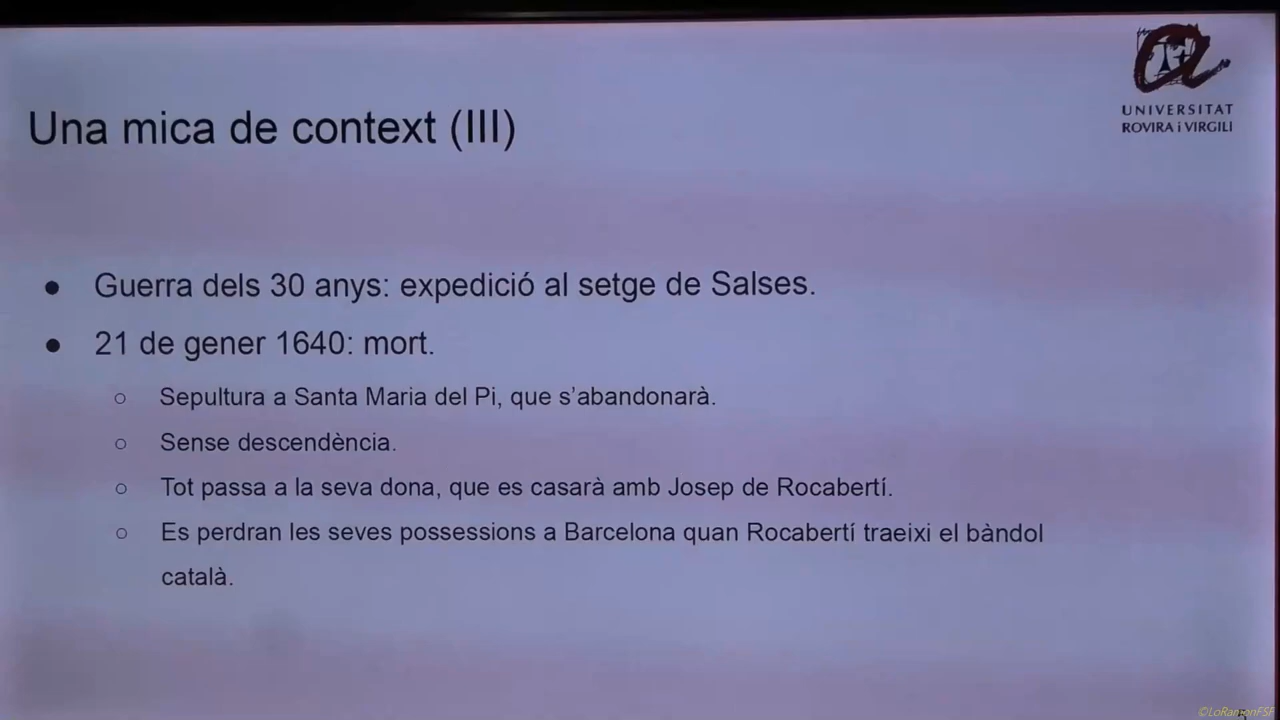 UNIVERSITAT
ROVIRA i VIRGILI
Una mica de context (III)
● Guerra dels 30 anys: expedició al setge de Salses.
● 21 de gener 1640: mort.
○ Sepultura a Santa Maria del Pi, que s'abandonarà.
○ Sense descendència.
○ Tot passa a la seva dona, que es casarà amb Josep de Rocabertí.
○ Es perdran les seves possessions a Barcelona quan Rocabertí traeixi el bàndol
català.